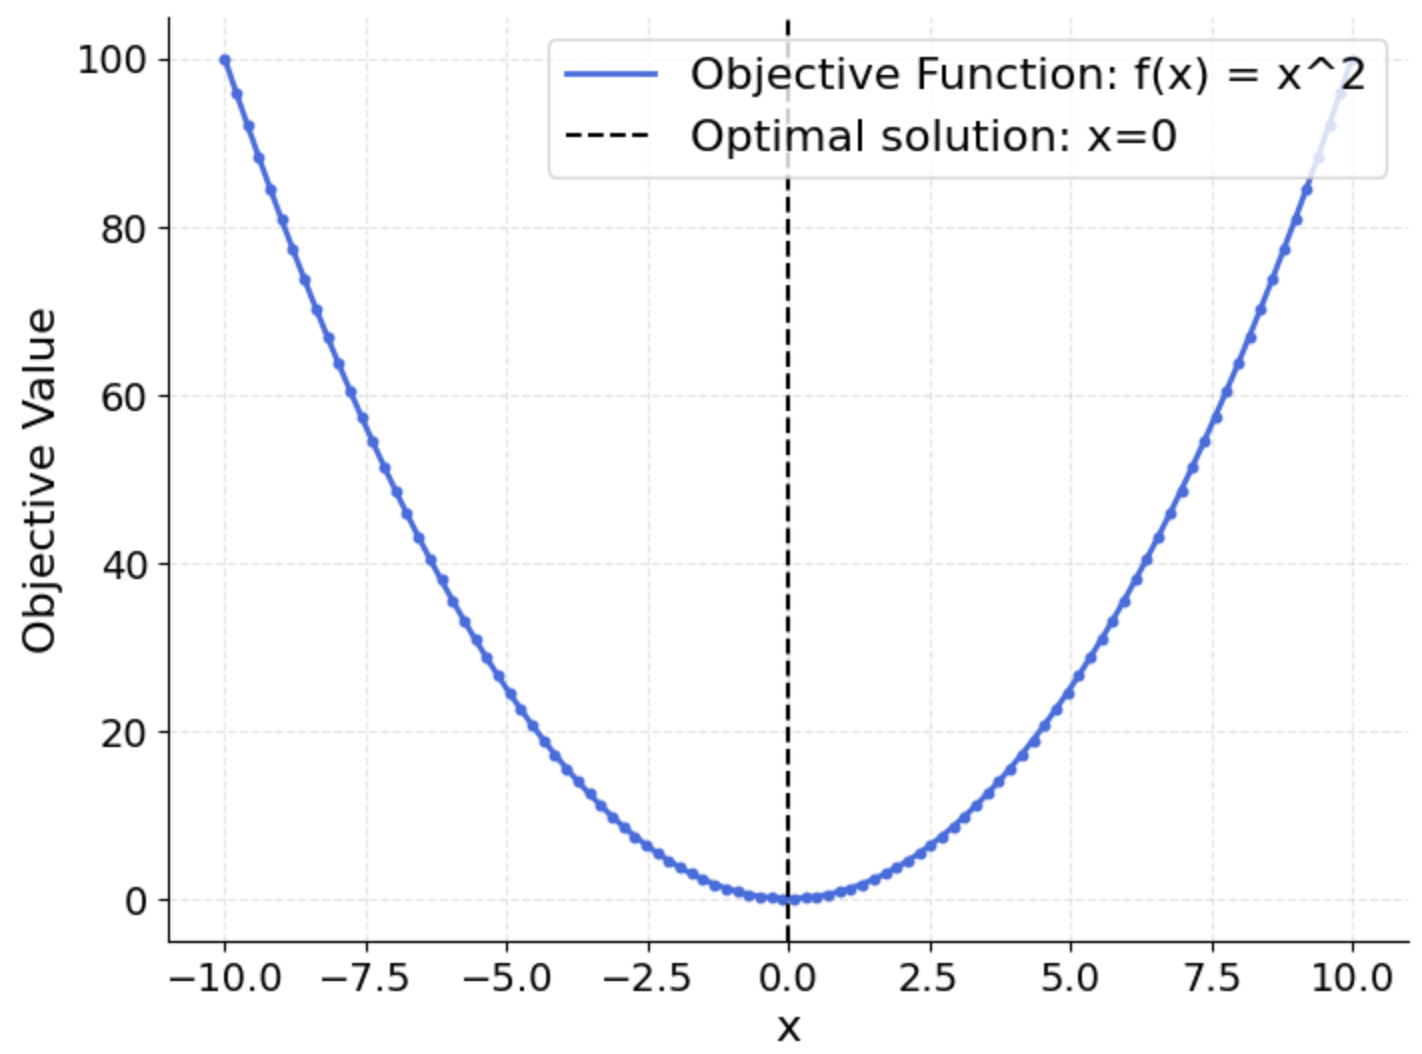 Objective Function: f(x) = x^2
Optimal solution: x=0
100
80
60
40
20
0
Objective Value
−10.0 −7.5 −5.0 −2.5 0.0 2.5 5.0 7.5 10.0
x